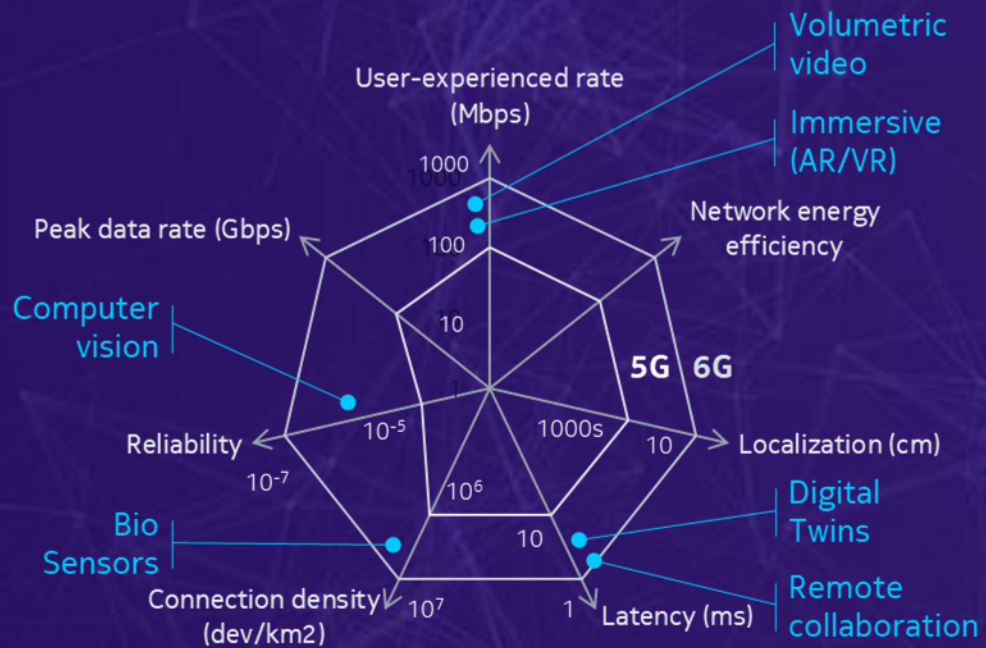 Volumetric
video
User-experienced rate
(Mbps)
Immersive
(AR/VR)
1000
1000
Network energy
efficiency
Peak data rate (Gbps)
100
Computer
vision
10
5G 6G
1
10-5
1000s
10
Reliability
Localization (cm)
10-7
106
Digital
Twins
Bio
Sensors
10
Connection density
(dev/km2)
107
1
Latency (ms)
Remote
collaboration